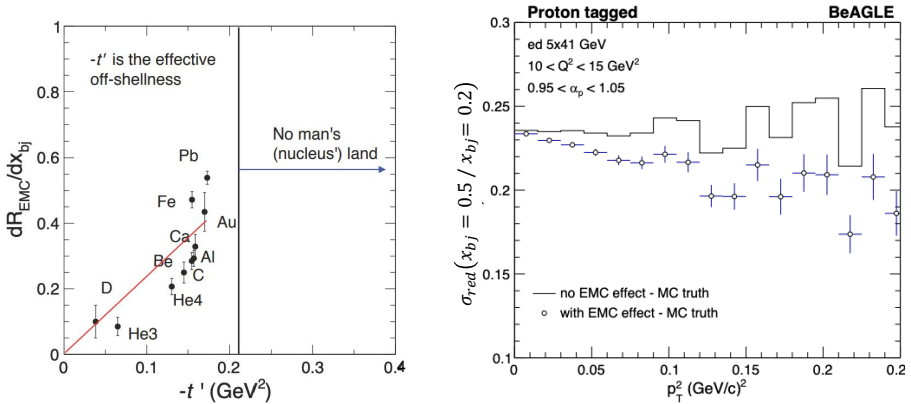 -t' is the effective
off-shellness
No man's
(nucleus') land
Pb
Fe
Au
Ca
Be
Al
C
He4
D
He3
dR_EMC/dx_bj
1
0.8
0.6
0.4
0.2
0
0
0.1
0.2
0.3
0.4
-t' (GeV²)
Proton tagged BeAGLE
ed 5x41 GeV
10 < Q² < 15 GeV²
0.95 < α_p < 1.05
σ_red(x_bj = 0.5 / x_bj = 0.2)
0.3
0.25
0.2
0.15
0.1
no EMC effect - MC truth
with EMC effect - MC truth
0
0.05
0.1
0.15
0.2
0.2
p_T² (GeV/c)²